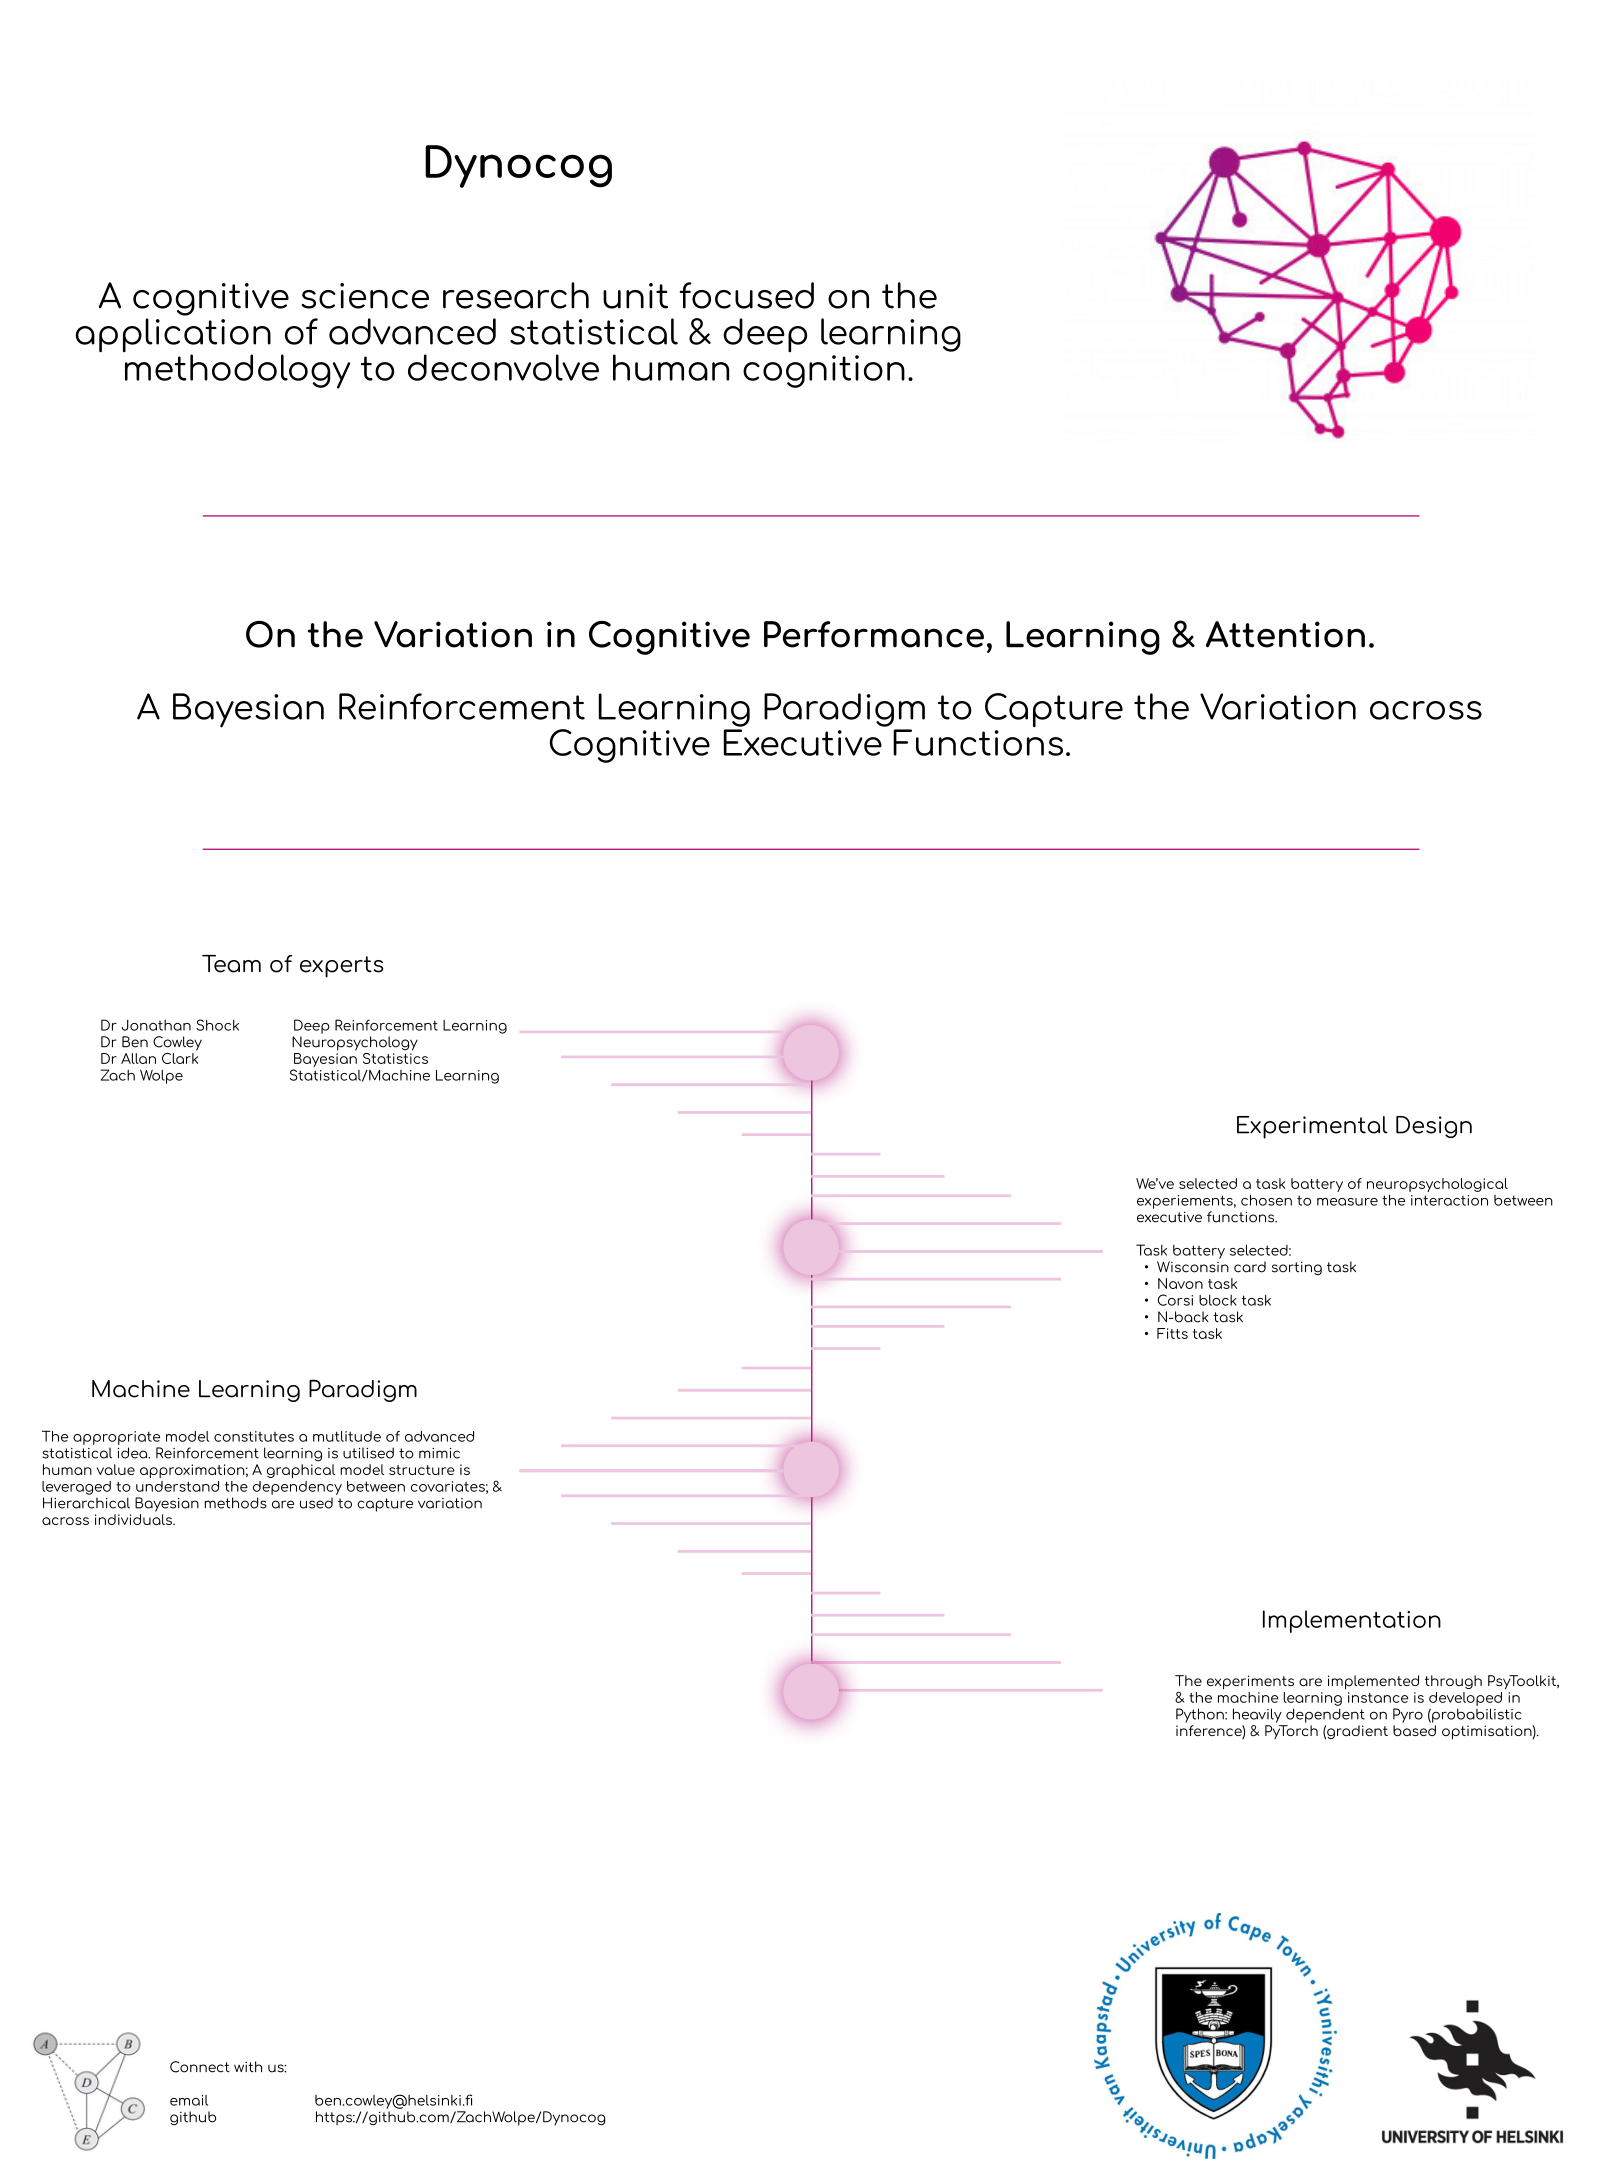 Dynocog
A cognitive science research unit focused on the
application of advanced statistical & deep learning
methodology to deconvolve human cognition.
On the Variation in Cognitive Performance, Learning & Attention.
A Bayesian Reinforcement Learning Paradigm to Capture the Variation across
Cognitive Executive Functions.
Team of experts
Dr Jonathan Shock Deep Reinforcement Learning
Dr Ben Cowley Neuropsychology
Dr Allan Clark Bayesian Statistics
Zach Wolpe Statistical/Machine Learning
Experimental Design
We've selected a task battery of neuropsychological
experiements, chosen to measure the interaction between
executive functions.
Task battery selected:
• Wisconsin card sorting task
• Navon task
• Corsi block task
• N-back task
• Fitts task
Machine Learning Paradigm
The appropriate model constitutes a mutlitude of advanced
statistical idea. Reinforcement learning is utilised to mimic
human value approximation; A graphical model structure is
leveraged to understand the dependency between covariates; &
Hierarchical Bayesian methods are used to capture variation
across individuals.
Implementation
The experiments are implemented through PsyToolkit,
& the machine learning instance is developed in
Python: heavily dependent on Pyro (probabilistic
inference) & PyTorch (gradient based optimisation).
A
B
D
C
E
Connect with us:
email ben.cowley@helsinki.fi
github https://github.com/ZachWolpe/Dynocog
University of Cape Town • iYunivesithi yaseKapa • Universiteit van Kaapstad •
SPES BONA
UNIVERSITY OF HELSINKI